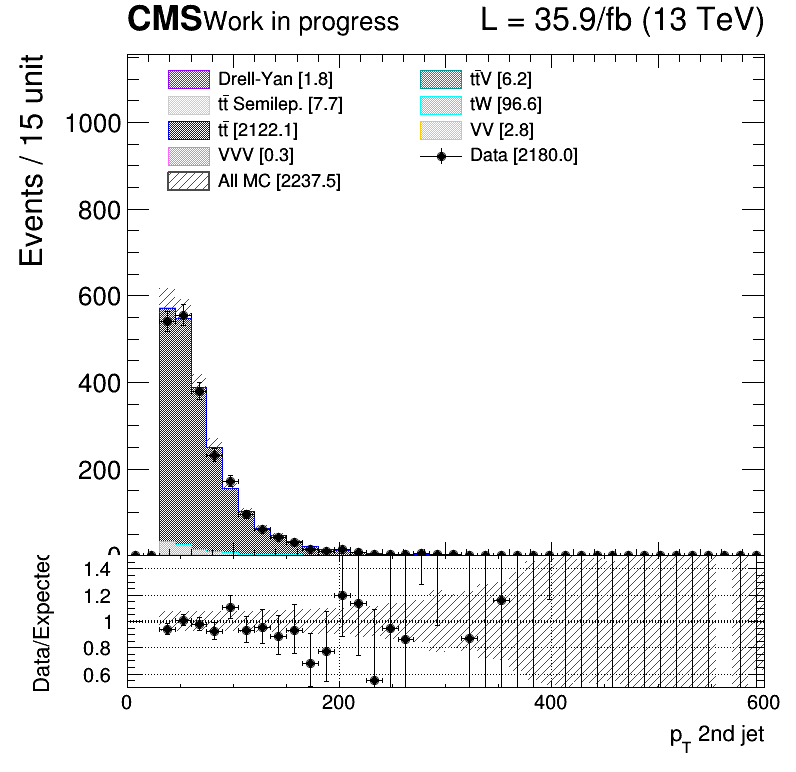 CMS Work in progress L = 35.9/fb (13 TeV)
Events / 15 unit
Drell-Yan [1.8]
tt̄ Semilep. [7.7]
tt̄ [2122.1]
VVV [0.3]
All MC [2237.5]
tt̄V [6.2]
tW [96.6]
VV [2.8]
Data [2180.0]
1000
800
600
400
200
0
Data/Expected
1.4
1.2
1
0.8
0.6
0 200 400 600
p_T 2nd jet